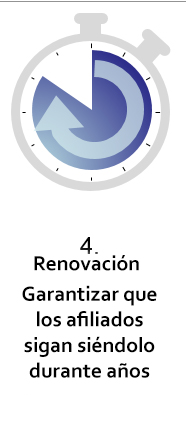 4.
Renovación
Garantizar que
los afiliados
sigan siéndolo
durante años